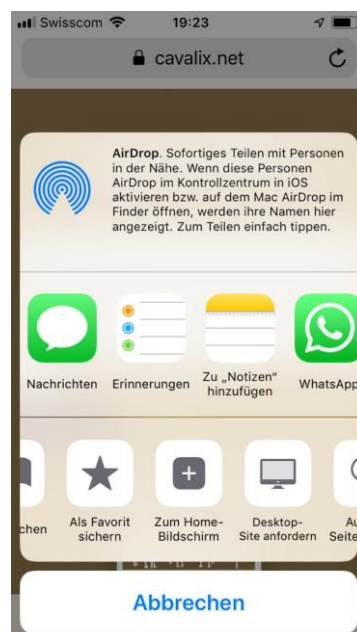 Swisscom 19:23
cavalix.net
AirDrop. Sofortiges Teilen mit Personen
in der Nähe. Wenn diese Personen
AirDrop im Kontrollzentrum in iOS
aktivieren bzw. auf dem Mac AirDrop im
Finder öffnen, werden ihre Namen hier
angezeigt. Zum Teilen einfach tippen.
Nachrichten
Erinnerungen
Zu „Notizen“
hinzufügen
WhatsApp
chen
Als Favorit
sichern
Zum Home-
Bildschirm
Desktop-
Site anfordern
Au
Seite
Abbrechen